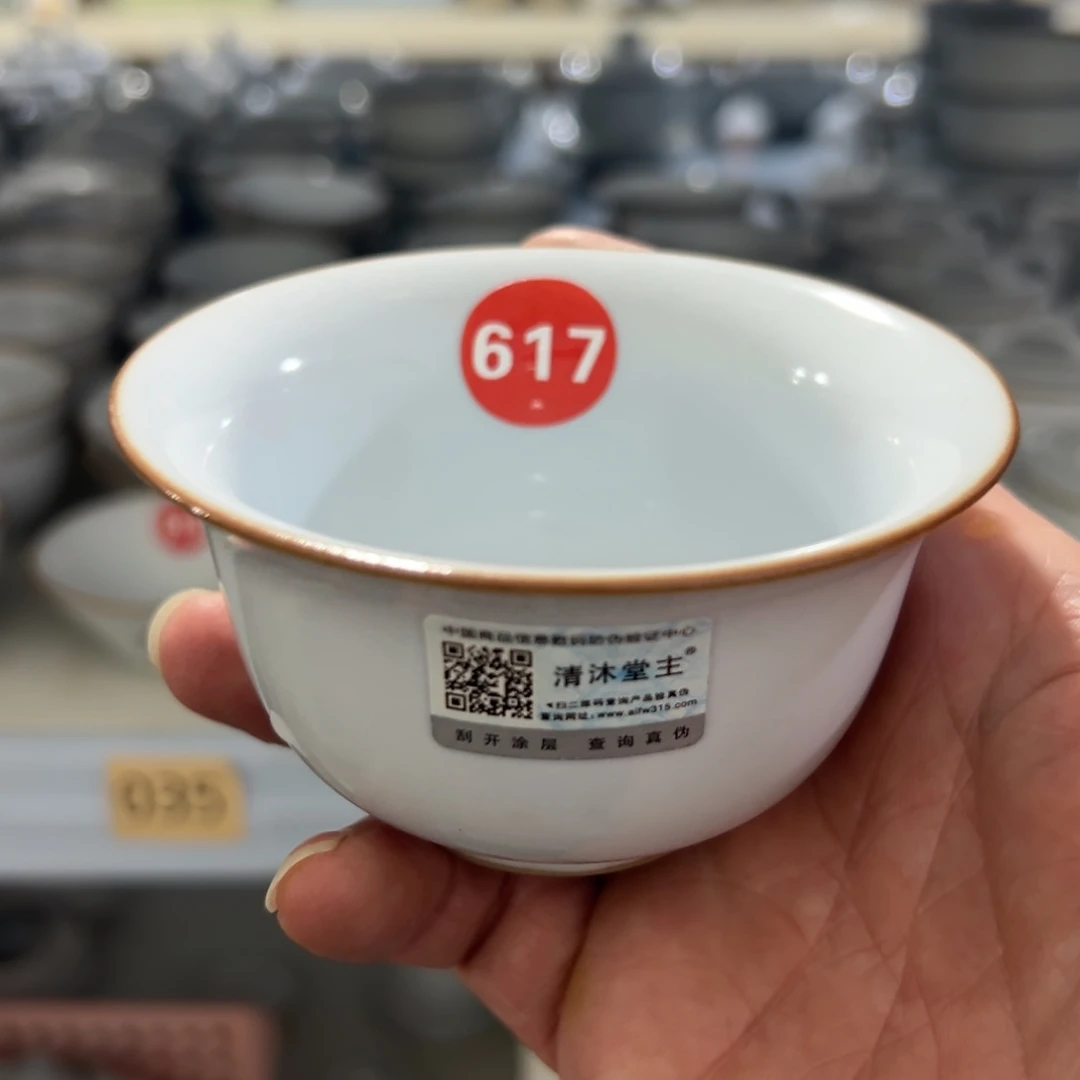 617
中国商品信息数码防伪验证中心
清沐堂主®
◄扫二维码查询产品验真伪
查询网址:www.aifw315.com
刮开涂层 查询真伪
035